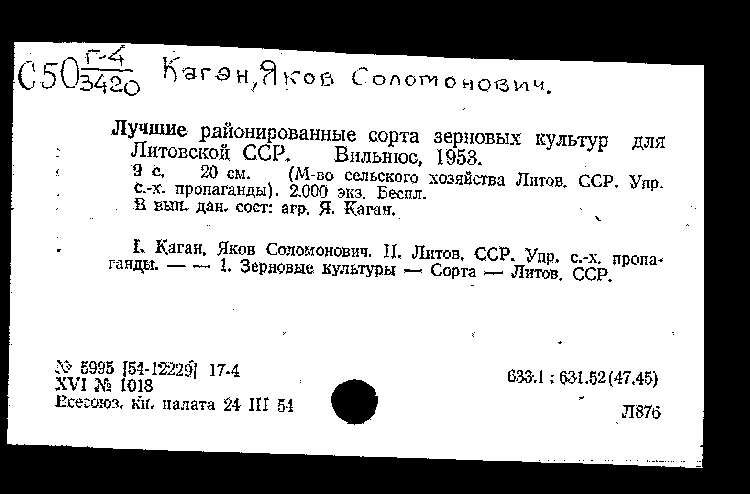 Г-4
С50 3420 Каган, Яков Соломонович.
Лучшие районированные сорта зерновых культур для
Литовской ССР. Вильнюс, 1953.
9 с. 20 см. (М-во сельского хозяйства Литов. ССР. Упр.
с.-х. пропаганды). 2.000 экз. Беспл.
В вып. дан. сост: агр. Я. Каган.
I. Каган, Яков Соломонович. II. Литов. ССР. Упр. с.-х. пропа-
ганды. — — 1. Зерновые культуры — Сорта — Литов. ССР.
№ 5995 [54-12229] 17-4
XVI № 1018
Всесоюз. кн. палата 24 III 54
633.1 : 631.52(47.45)
Л876